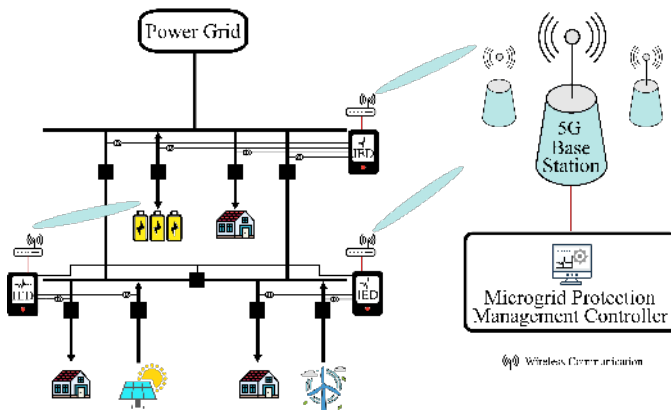 Power Grid
IED
5G
Base
Station
IED
IED
Microgrid Protection
Management Controller
Wireless Communication